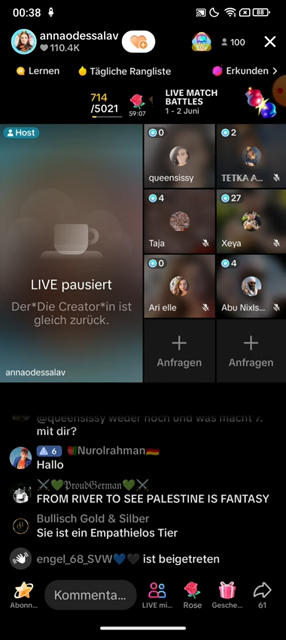 00:38
88
annaodessalav
110.4K
100
Lernen
Tägliche Rangliste
Erkunden
714
/5021
59:07
LIVE MATCH
BATTLES
1 - 2 Juni
Host
LIVE pausiert
Der*Die Creator*in ist
gleich zurück.
annaodessalav
0
queensissy
2
TETKA A...
4
Taja
27
Xeya
0
Ari elle
4
Abu Nixls...
Anfragen
Anfragen
@queensissy weder noch und was macht 7.
mit dir?
6 Nurolrahman
Hallo
ProudGerman
FROM RIVER TO SEE PALESTINE IS FANTASY
Bullisch Gold & Silber
Sie ist ein Empathielos Tier
engel_68_SVW ist beigetreten
Abonn...
Kommenta...
LIVE mi...
Rose
Gesche...
61